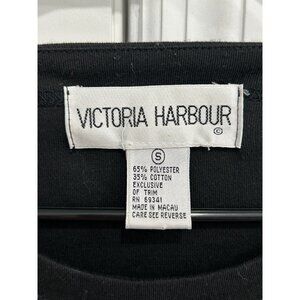 VICTORIA HARBOUR
©
S
65% POLYESTER
35% COTTON
EXCLUSIVE
OF TRIM
RN 69341
MADE IN MACAU
CARE SEE REVERSE